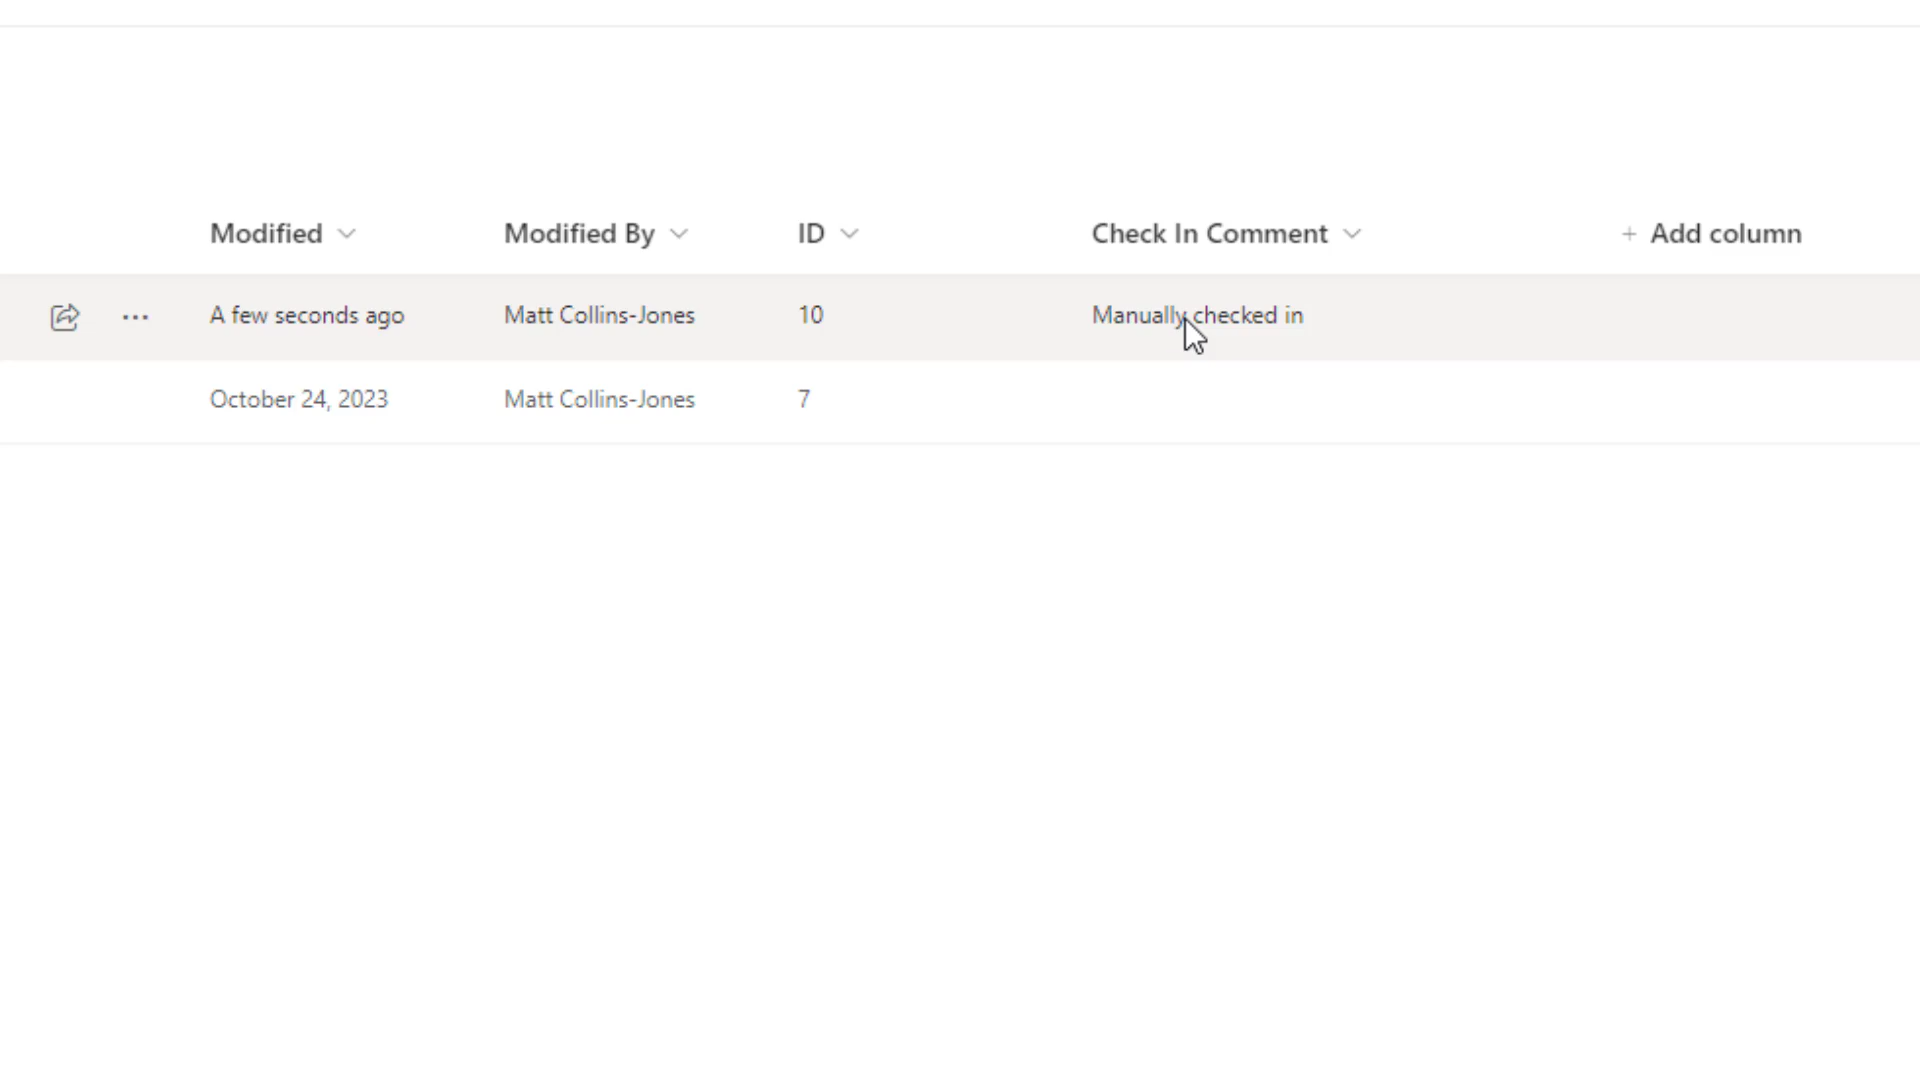 Modified Modified By ID Check In Comment + Add column
A few seconds ago Matt Collins-Jones 10 Manually checked in
October 24, 2023 Matt Collins-Jones 7